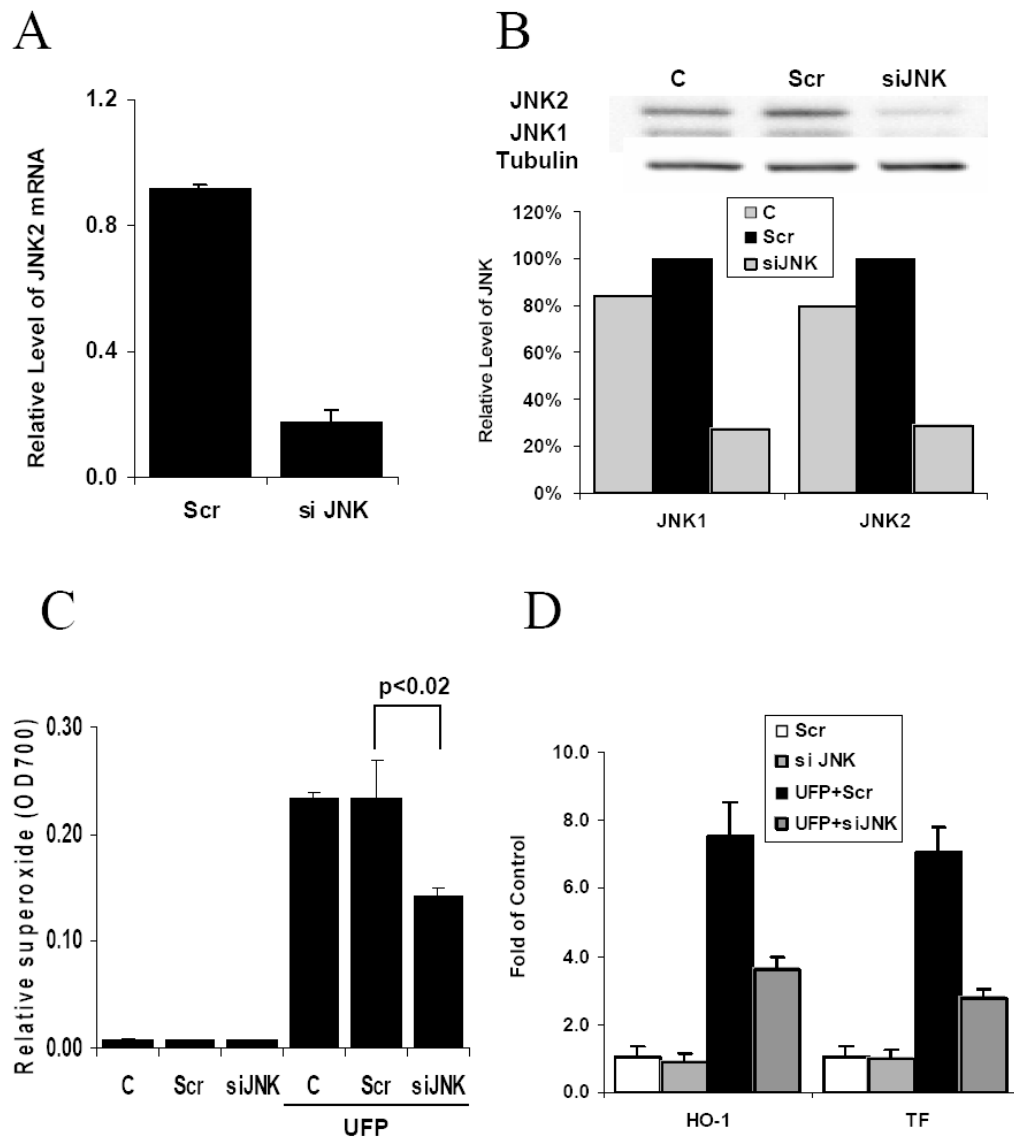 A
Relative Level of JNK2 mRNA
1.2
0.8
0.4
0.0
Scr
si JNK
B
C Scr siJNK
JNK2
JNK1
Tubulin
Relative Level of JNK
120%
100%
80%
60%
40%
20%
0%
C
Scr
siJNK
JNK1 JNK2
C
Relative superoxide (OD700)
0.30
0.20
0.10
0.00
p<0.02
C Scr siJNK C Scr siJNK
UFP
D
Fold of Control
10.0
8.0
6.0
4.0
2.0
0.0
Scr
si JNK
UFP+Scr
UFP+siJNK
HO-1 TF